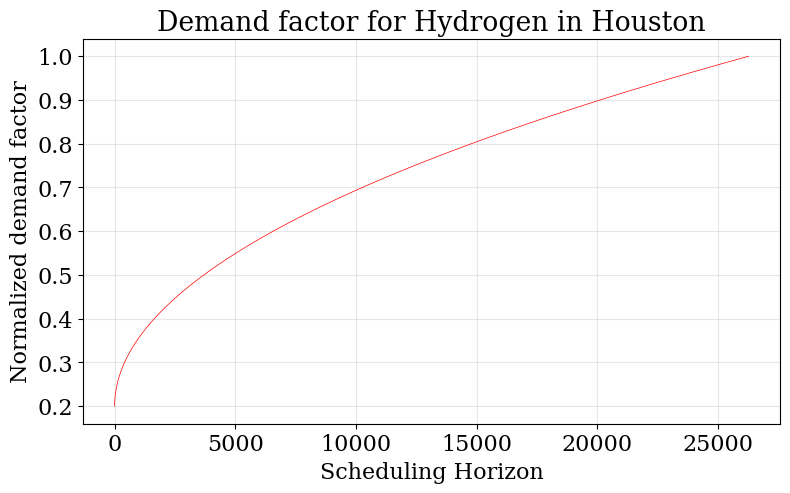 Demand factor for Hydrogen in Houston
Normalized demand factor
1.0
0.9
0.8
0.7
0.6
0.5
0.4
0.3
0.2
0 5000 10000 15000 20000 25000
Scheduling Horizon